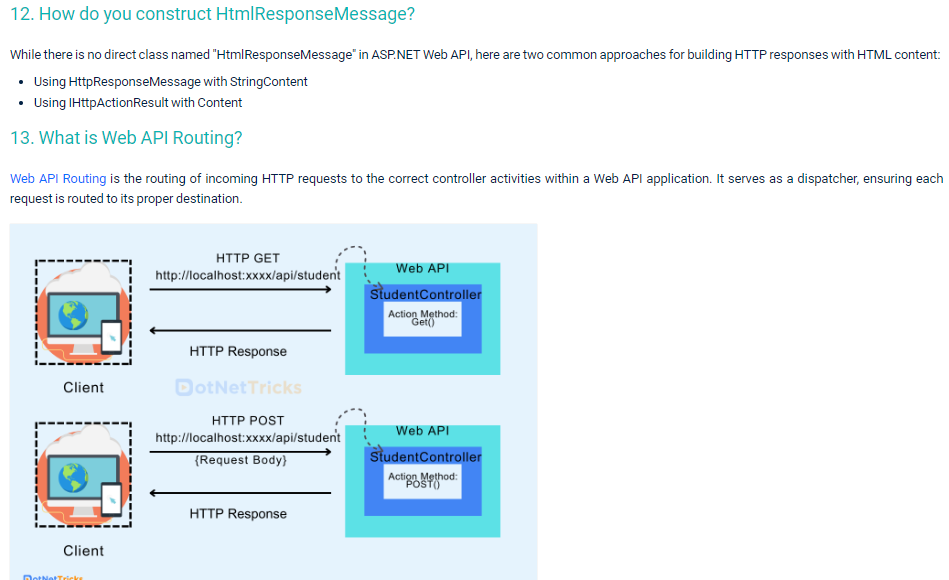 12. How do you construct HtmlResponseMessage?
While there is no direct class named "HtmlResponseMessage" in ASP.NET Web API, here are two common approaches for building HTTP responses with HTML content:
• Using HttpResponseMessage with StringContent
• Using IHttpActionResult with Content
13. What is Web API Routing?
Web API Routing is the routing of incoming HTTP requests to the correct controller activities within a Web API application. It serves as a dispatcher, ensuring each
request is routed to its proper destination.
HTTP GET
http://localhost:xxxx/api/student
Web API
StudentController
Action Method:
Get()
HTTP Response
Client
DotNetTricks
HTTP POST
http://localhost:xxxx/api/student
{Request Body}
Web API
StudentController
Action Method:
POST()
HTTP Response
Client
DotNetTricks